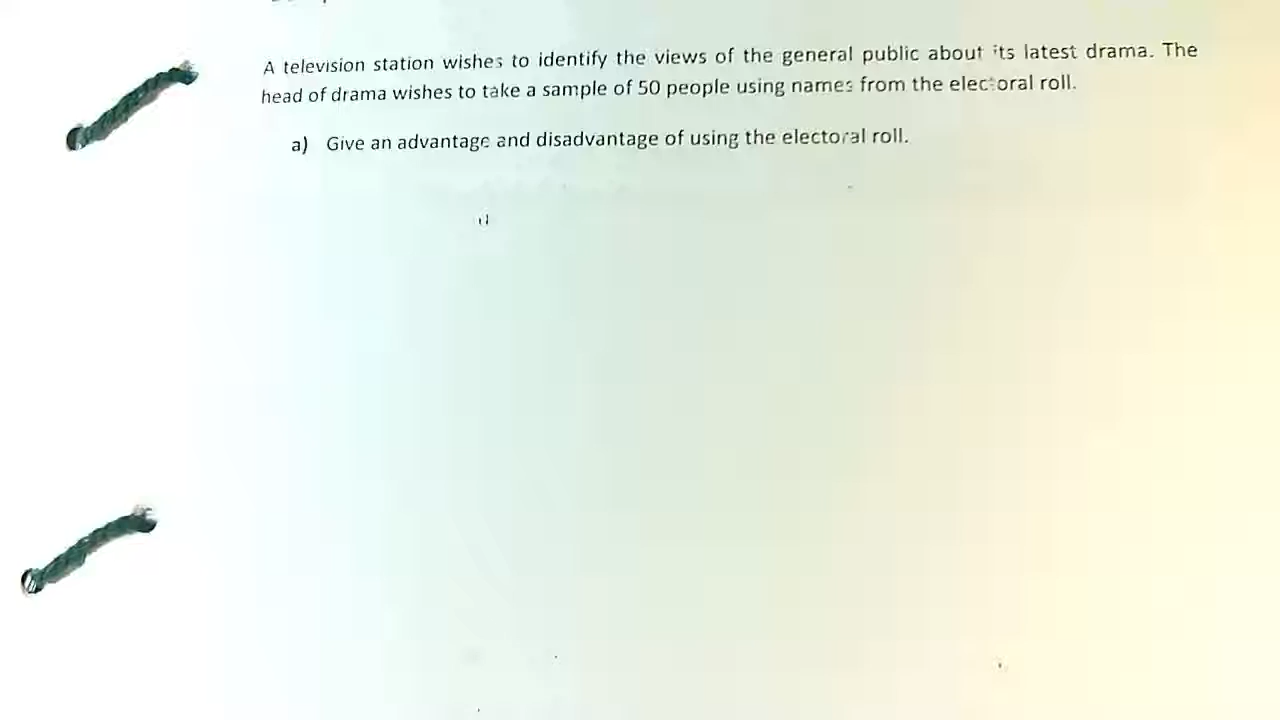 A television station wishes to identify the views of the general public about its latest drama. The
head of drama wishes to take a sample of 50 people using names from the electoral roll.
a) Give an advantage and disadvantage of using the electoral roll.